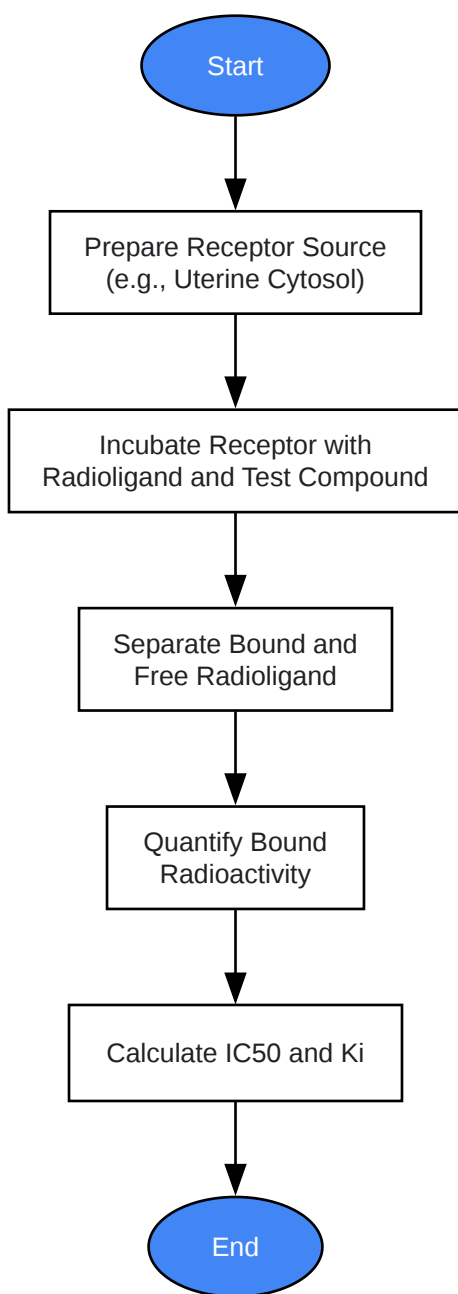 Start
Prepare Receptor Source
(e.g., Uterine Cytosol)
Incubate Receptor with
Radioligand and Test Compound
Separate Bound and
Free Radioligand
Quantify Bound
Radioactivity
Calculate IC50 and Ki
End